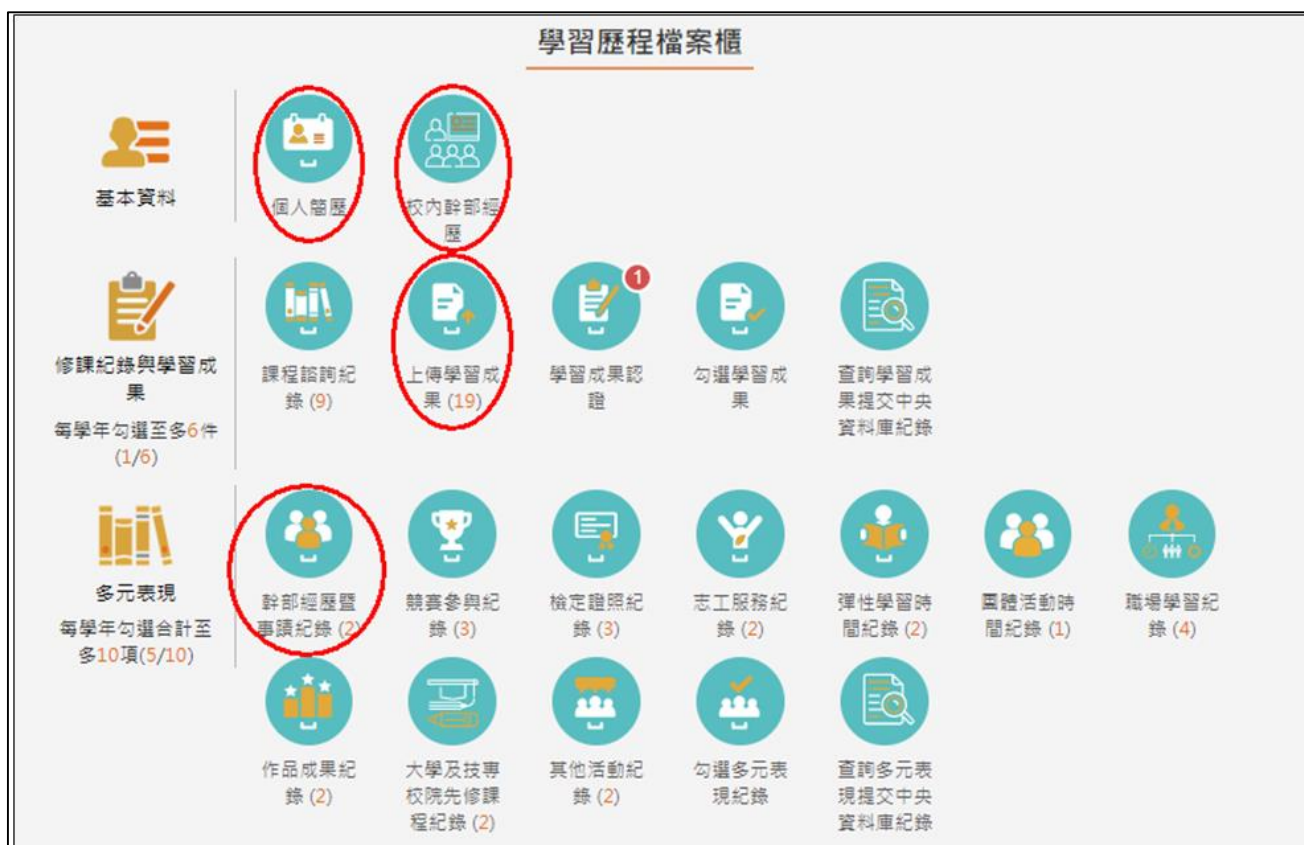 學習歷程檔案櫃
基本資料
個人簡歷
校內幹部經
歷
修課紀錄與學習成
果
每學年勾選至多6件
(1/6)
課程諮詢紀
錄 (9)
上傳學習成
果 (19)
1
學習成果認
證
勾選學習成
果
查詢學習成
果提交中央
資料庫紀錄
多元表現
每學年勾選合計至
多10項(5/10)
幹部經歷暨
事蹟紀錄 (2)
競賽參與紀
錄 (3)
檢定證照紀
錄 (3)
志工服務紀
錄 (2)
彈性學習時
間紀錄 (2)
團體活動時
間紀錄 (1)
職場學習紀
錄 (4)
作品成果紀
錄 (2)
大學及技專
校院先修課
程紀錄 (2)
其他活動紀
錄 (2)
勾選多元表
現紀錄
查詢多元表
現提交中央
資料庫紀錄